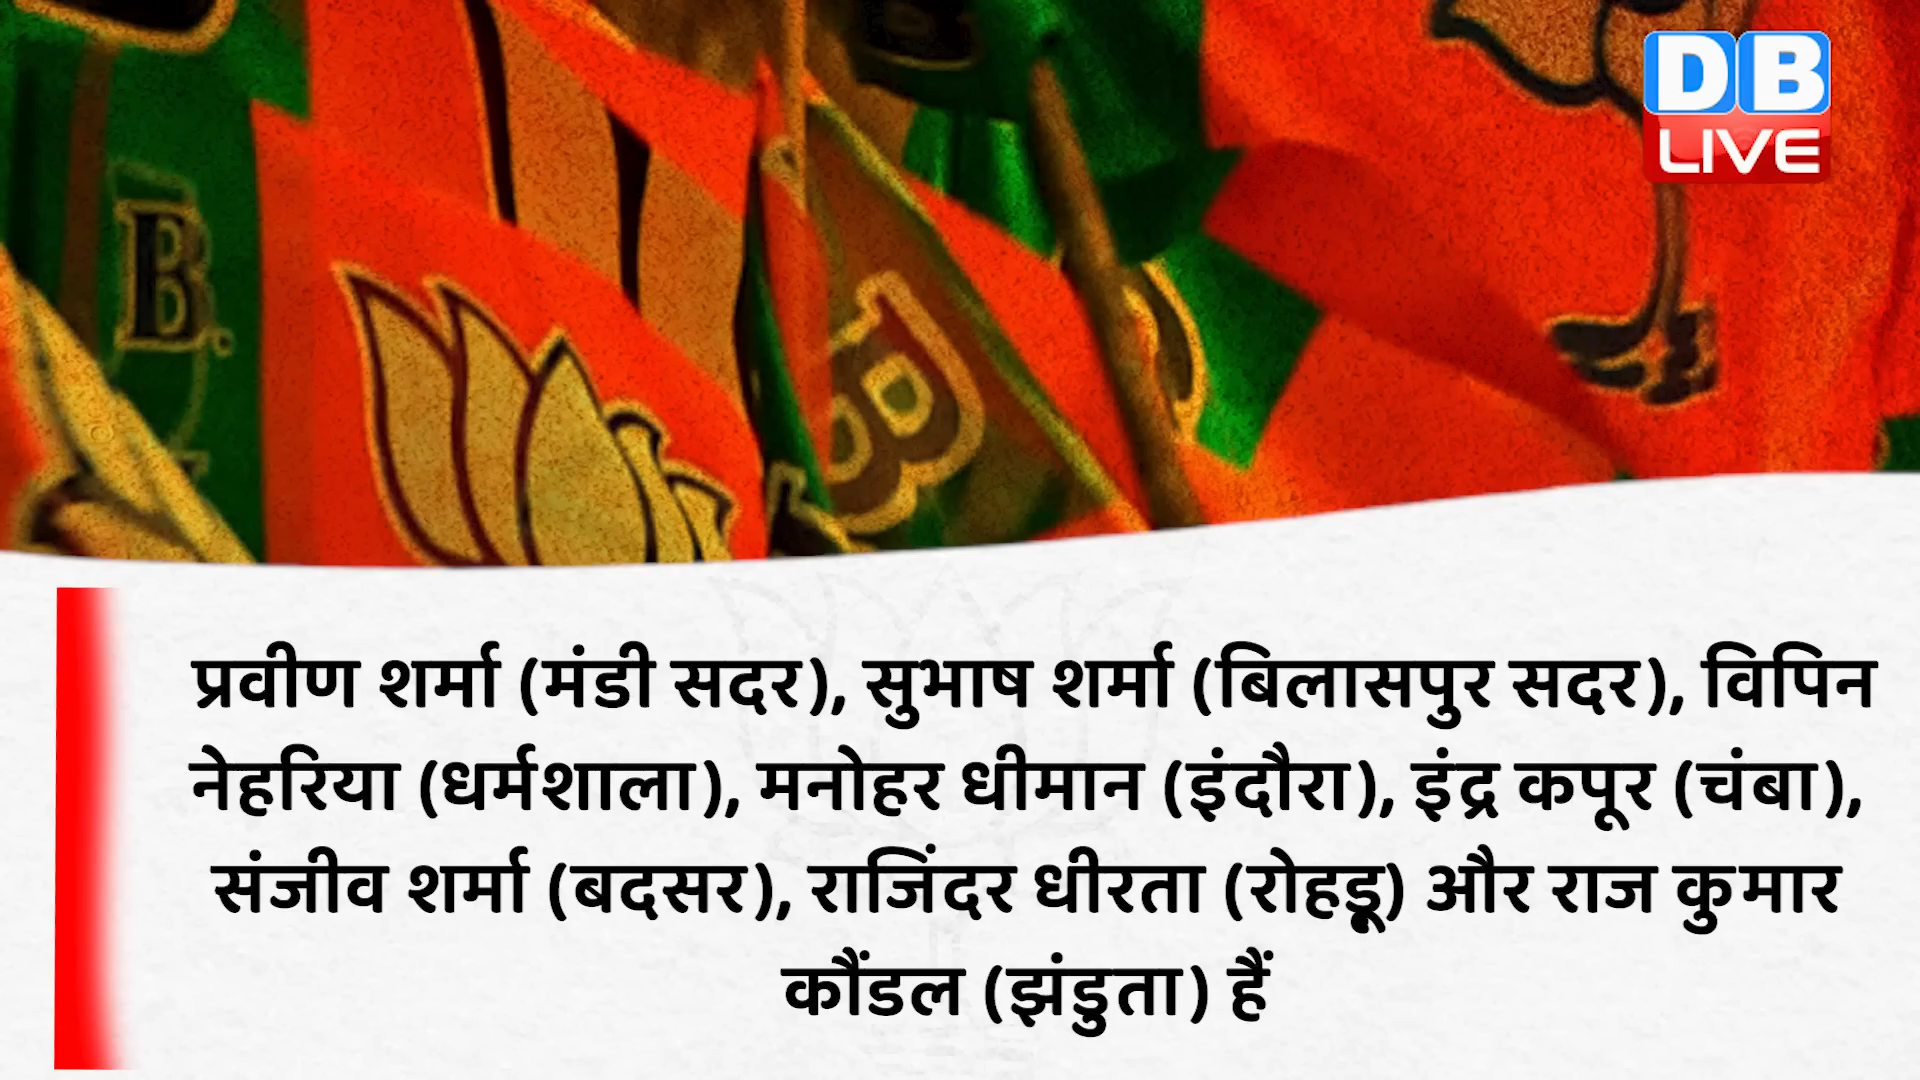 DB
LIVE
B.
B
प्रवीण शर्मा (मंडी सदर), सुभाष शर्मा (बिलासपुर सदर), विपिन
नेहरिया (धर्मशाला), मनोहर धीमान (इंदौरा), इंद्र कपूर (चंबा),
संजीव शर्मा (बदसर), राजिंदर धीरता (रोहड़ू) और राज कुमार
कौंडल (झंडुता) हैं